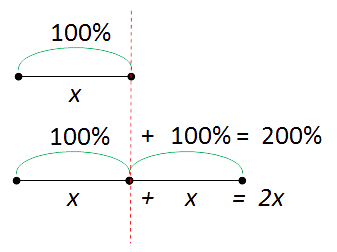 100%
x
100% + 100% = 200%
x + x = 2x